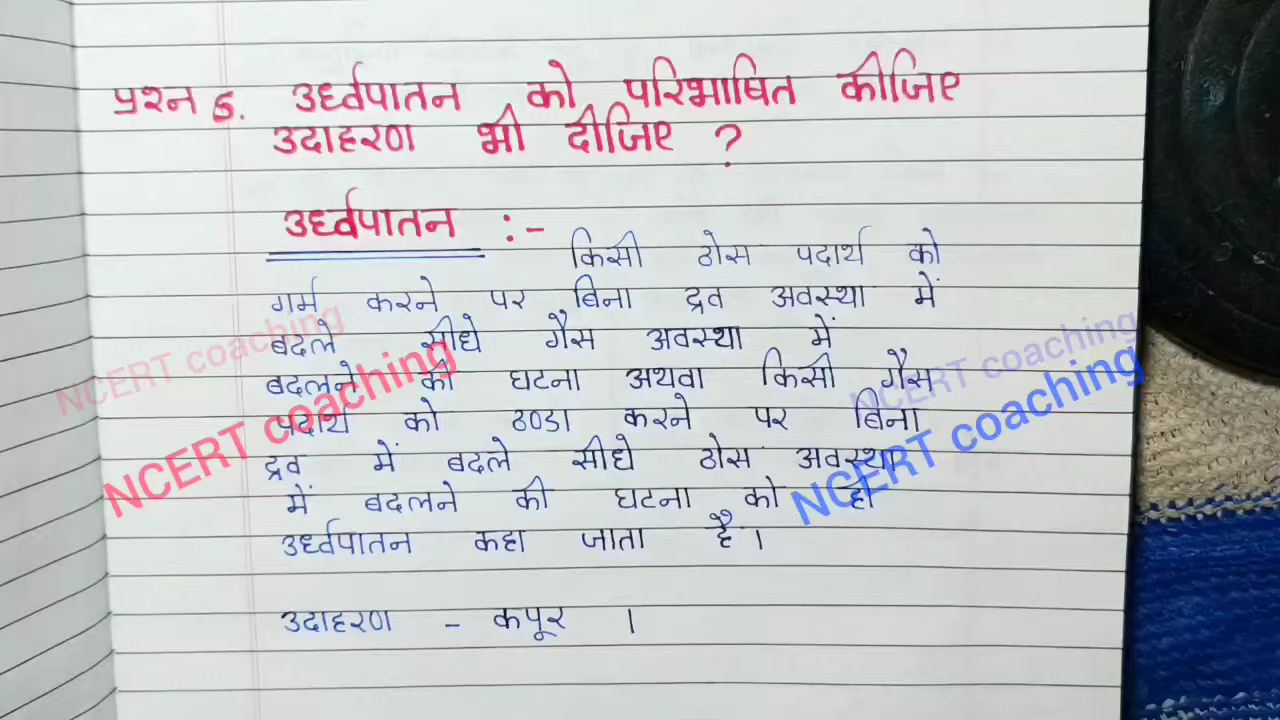 प्रश्न 5. उर्ध्वपातन को परिभाषित कीजिए
उदाहरण भी दीजिए ?
उर्ध्वपातन :-
किसी ठोस पदार्थ को
गर्म करने पर बिना द्रव अवस्था में
बदले सीधे गैस अवस्था में
बदलने की घटना अथवा किसी गैस
पदार्थ को ठण्डा करने पर बिना
द्रव में बदले सीधे ठोस अवस्था
में बदलने की घटना को ही
उर्ध्वपातन कहा जाता है।
उदाहरण - कपूर ।
NCERT coaching
NCERT coaching
NCERT coaching
NCERT coaching